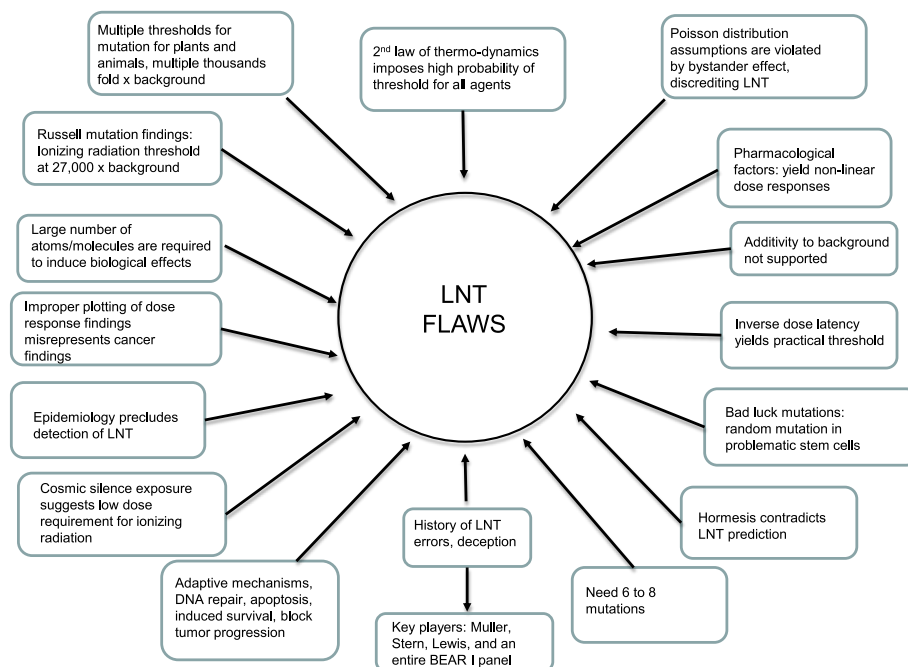 Multiple thresholds for
mutation for plants and
animals, multiple thousands
fold x background
2nd law of thermo-dynamics
imposes high probability of
threshold for all agents
Poisson distribution
assumptions are violated
by bystander effect,
discrediting LNT
Russell mutation findings:
Ionizing radiation threshold
at 27,000 x background
Pharmacological
factors: yield non-linear
dose responses
Large number of
atoms/molecules are required
to induce biological effects
Additivity to background
not supported
LNT
FLAWS
Improper plotting of dose
response findings
misrepresents cancer
findings
Inverse dose latency
yields practical threshold
Epidemiology precludes
detection of LNT
Bad luck mutations:
random mutation in
problematic stem cells
Cosmic silence exposure
suggests low dose
requirement for ionizing
radiation
History of LNT
errors, deception
Hormesis contradicts
LNT prediction
Adaptive mechanisms,
DNA repair, apoptosis,
induced survival, block
tumor progression
Need 6 to 8
mutations
Key players: Muller,
Stern, Lewis, and an
entire BEAR I panel